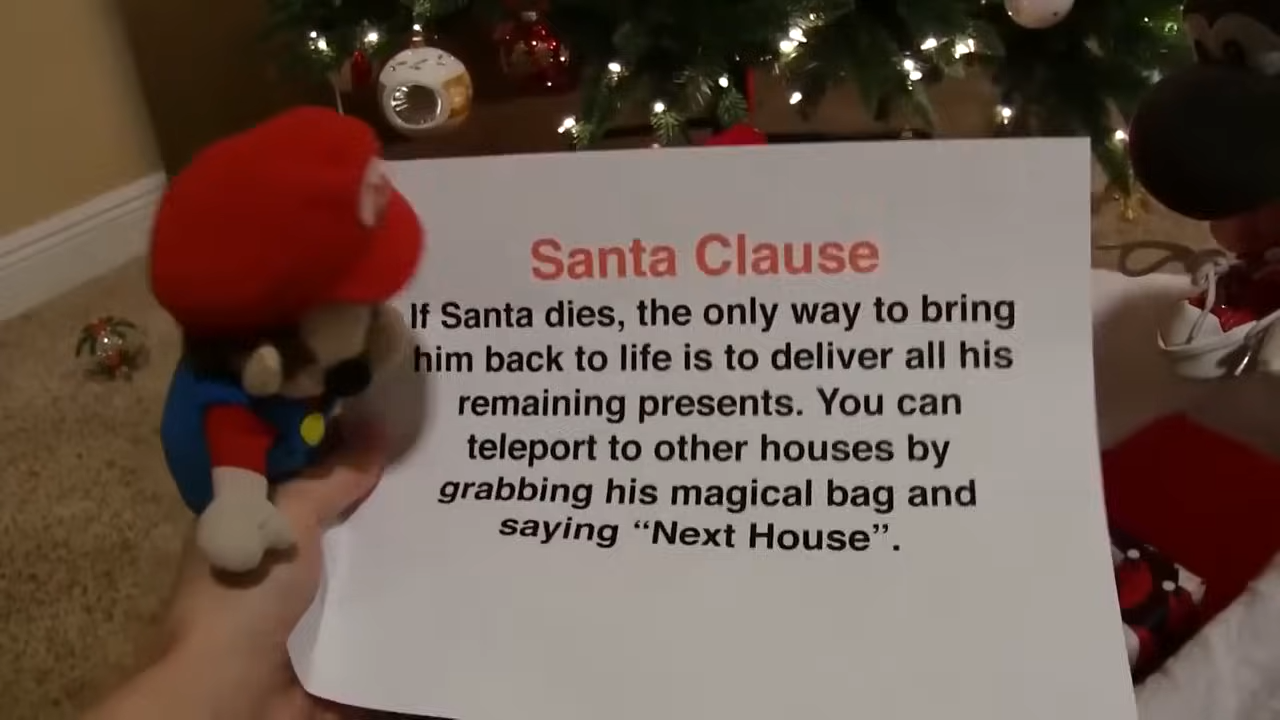 Santa Clause
If Santa dies, the only way to bring
him back to life is to deliver all his
remaining presents. You can
teleport to other houses by
grabbing his magical bag and
saying “Next House”.